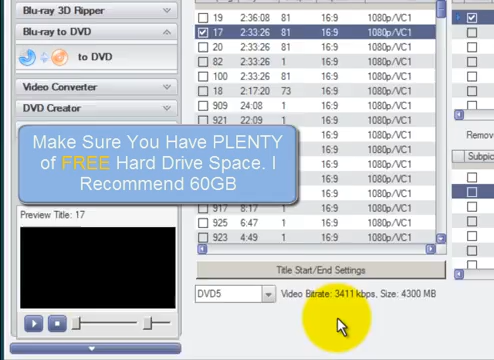 Blu-ray 3D Ripper
Blu-ray to DVD
to DVD
Video Converter
DVD Creator
Make Sure You Have PLENTY
of FREE Hard Drive Space. I
Recommend 60GB
Preview Title: 17
19 2:36:08 81 16:9 1080p/VC1
17 2:33:26 81 16:9 1080p/VC1
20 2:33:26 81 16:9 1080p/VC1
82 2:33:26 1 16:9 1080p/VC1
100 2:33:26 81 16:9 1080p/VC1
18 2:17:20 73 16:9 1080p/VC1
909 24:08 1 16:9 1080p/VC1
921 22:09 16:9 1080p/VC1
917 8:16 1 16:9 1080p/VC1
925 6:47 1 16:9 1080p/VC1
923 4:49 1 16:9 1080p/VC1
Title Start/End Settings
DVD5 Video Bitrate: 3411 kbps, Size: 4300 MB
Remov
Subpic